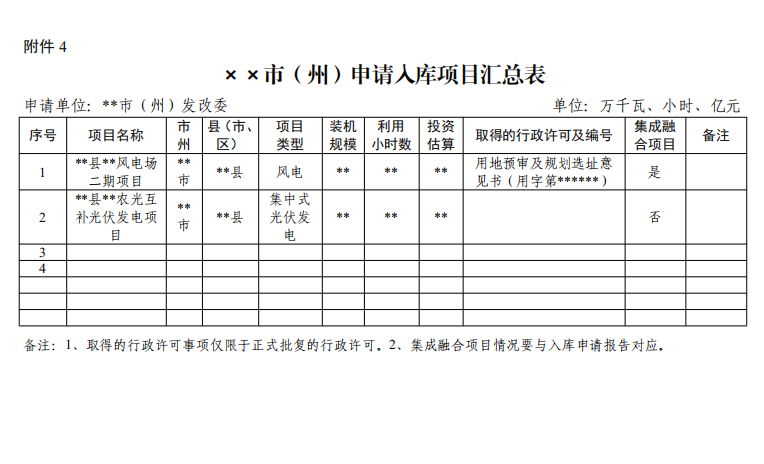 附件 4
× ×市（州）申请入库项目汇总表
申请单位：**市（州）发改委 单位：万千瓦、小时、亿元
序号 项目名称 市州 县（市、区） 项目类型 装机规模 利用小时数 投资估算 取得的行政许可及编号 集成融合项目 备注
1 **县**风电场二期项目 **市 **县 风电 ** ** ** 用地预审及规划选址意见书（用字第******） 是
2 **县**农光互补光伏发电项目 **市 **县 集中式光伏发电 ** ** ** 否
3
4
备注：1、取得的行政许可事项仅限于正式批复的行政许可。2、集成融合项目情况要与入库申请报告对应。